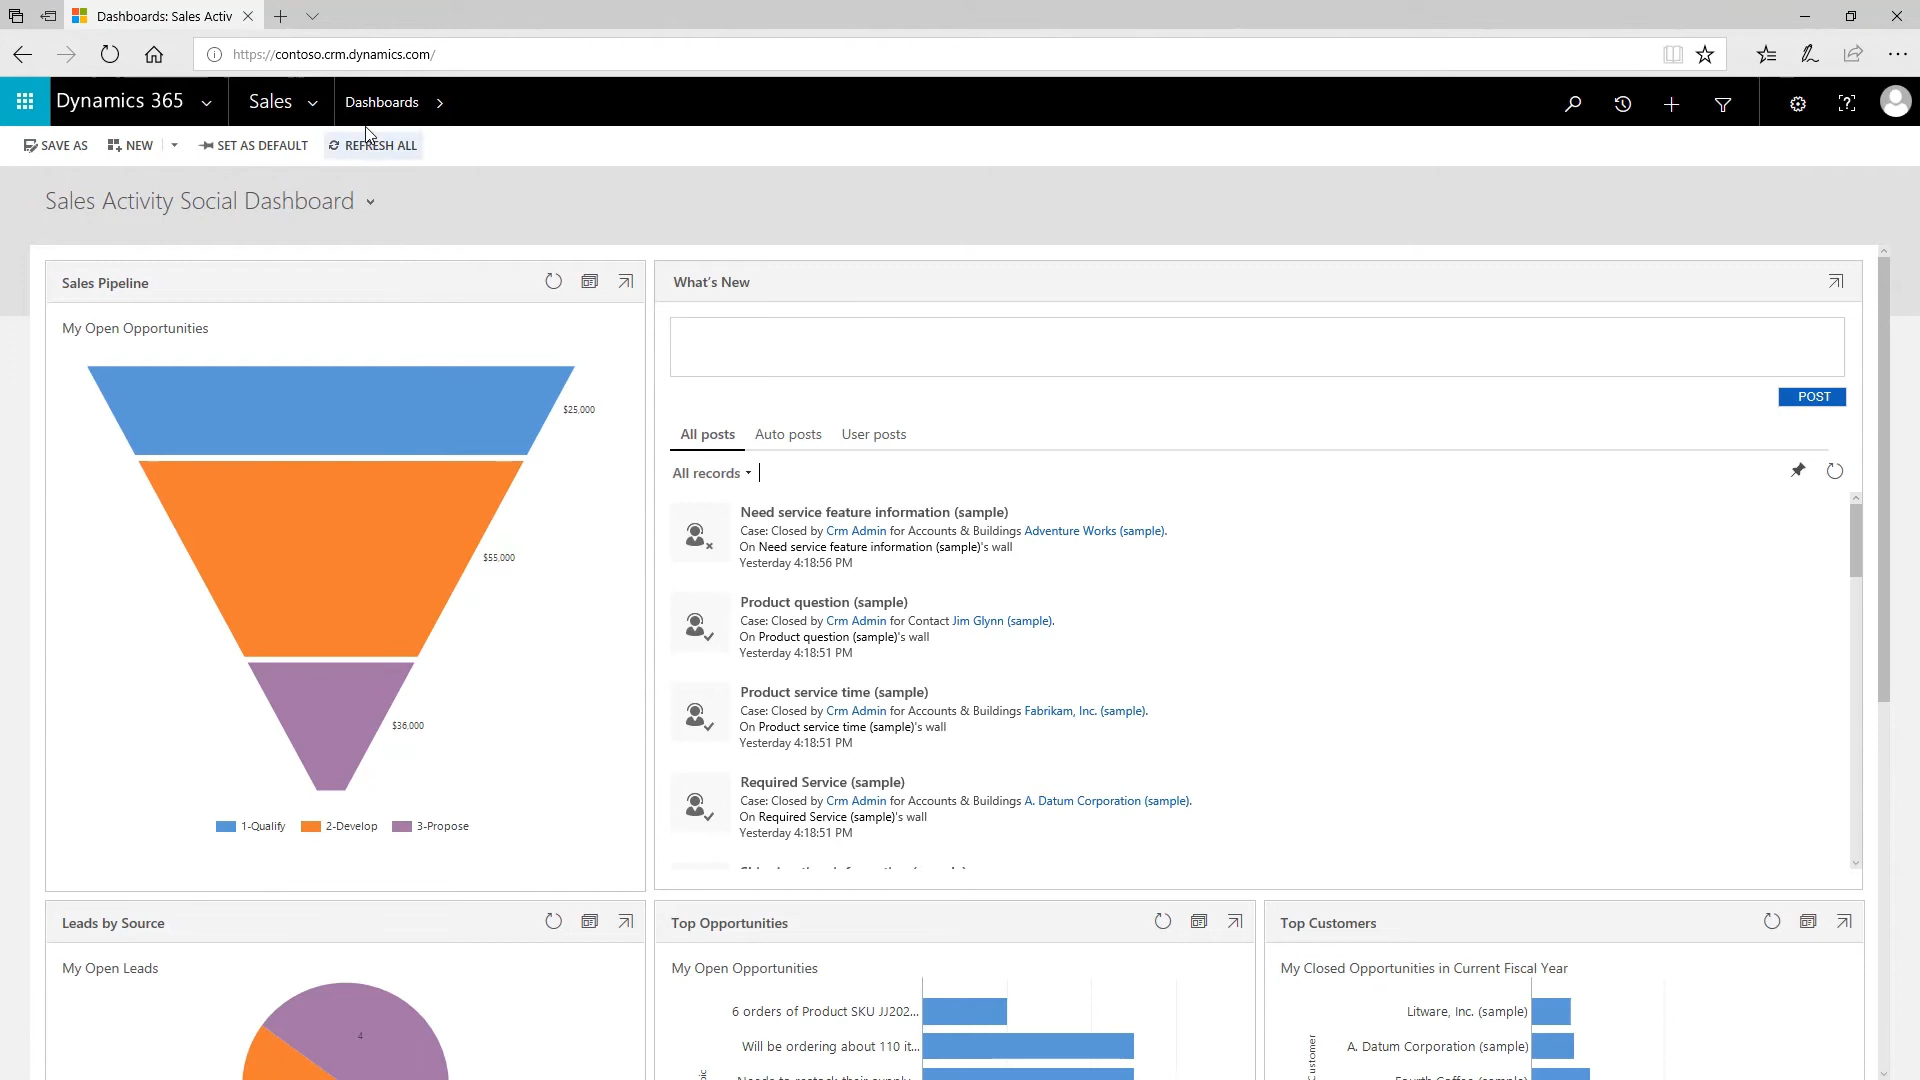 Dashboards: Sales Activ
https://contoso.crm.dynamics.com/
Dynamics 365
Sales
Dashboards
SAVE AS
NEW
SET AS DEFAULT
REFRESH ALL
Sales Activity Social Dashboard
Sales Pipeline
My Open Opportunities
$25,000
$55,000
$36,000
1-Qualify
2-Develop
3-Propose
What's New
POST
All posts
Auto posts
User posts
All records
Need service feature information (sample)
Case: Closed by Crm Admin for Accounts & Buildings Adventure Works (sample).
On Need service feature information (sample)'s wall
Yesterday 4:18:56 PM
Product question (sample)
Case: Closed by Crm Admin for Contact Jim Glynn (sample).
On Product question (sample)'s wall
Yesterday 4:18:51 PM
Product service time (sample)
Case: Closed by Crm Admin for Accounts & Buildings Fabrikam, Inc. (sample).
On Product service time (sample)'s wall
Yesterday 4:18:51 PM
Required Service (sample)
Case: Closed by Crm Admin for Accounts & Buildings A. Datum Corporation (sample).
On Required Service (sample)'s wall
Yesterday 4:18:51 PM
Leads by Source
My Open Leads
4
Top Opportunities
My Open Opportunities
6 orders of Product SKU JJ202...
Will be ordering about 110 it...
Needs to restock their supply
Top Customers
My Closed Opportunities in Current Fiscal Year
Litware, Inc. (sample)
A. Datum Corporation (sample)
Fourth Coffee (sample)
Customer